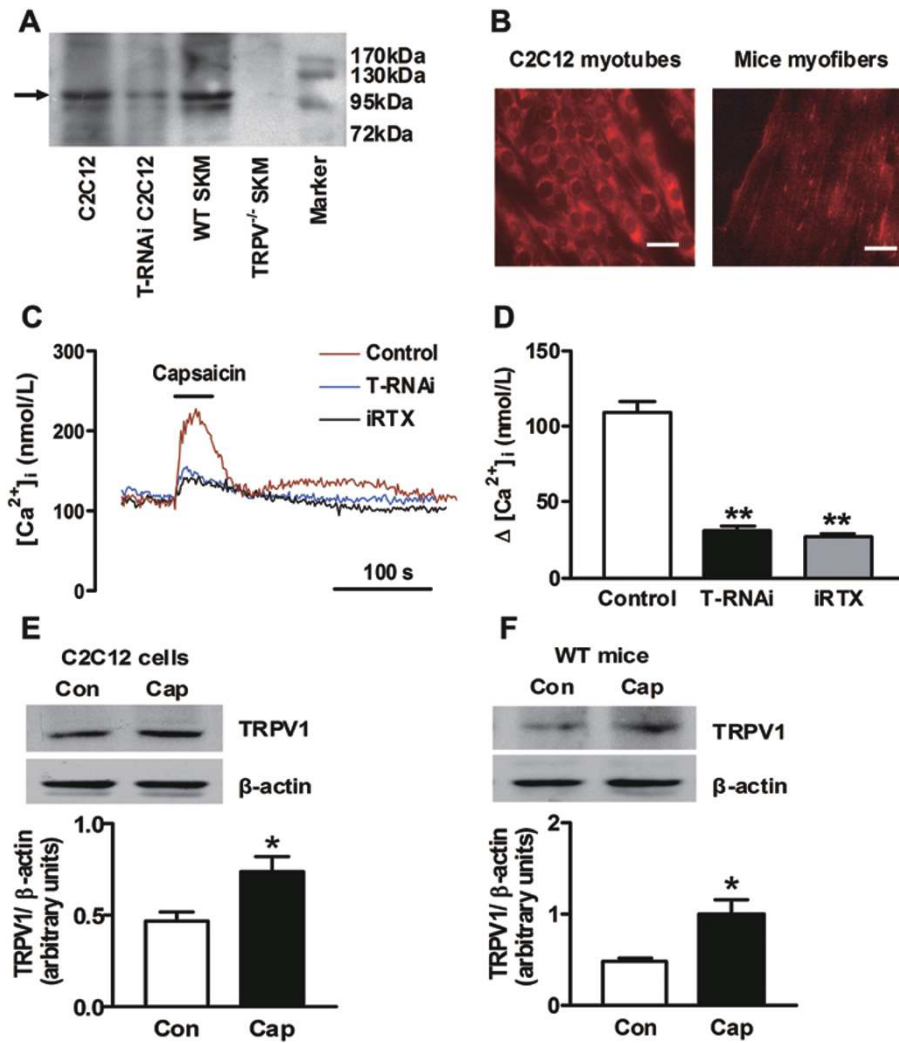 A
170kDa
130kDa
95kDa
72kDa
C2C12
T-RNAi C2C12
WT SKM
TRPV-/- SKM
Marker
B
C2C12 myotubes
Mice myofibers
C
300
200
100
0
[Ca2+]i (nmol/L)
Capsaicin
Control
T-RNAi
iRTX
100 s
D
150
100
50
0
Δ [Ca2+]i (nmol/L)
**
**
Control T-RNAi iRTX
E
C2C12 cells
Con Cap
TRPV1
β-actin
1.0
0.5
0.0
TRPV1/ β-actin
(arbitrary units)
*
Con Cap
F
WT mice
Con Cap
TRPV1
β-actin
2
1
0
TRPV1/ β-actin
(arbitrary units)
*
Con Cap